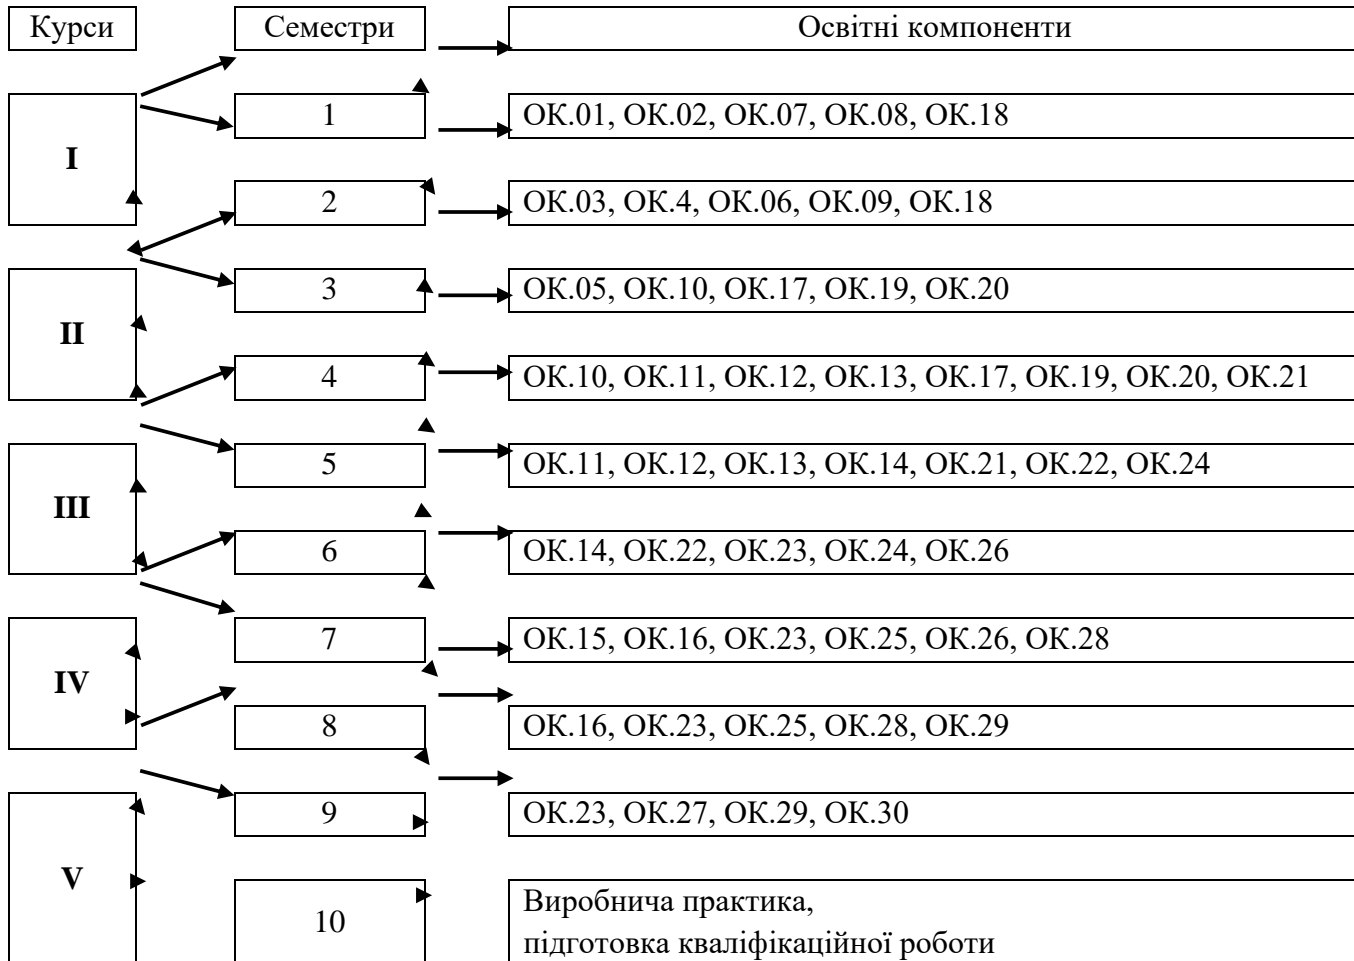 Курси Семестри Освітні компоненти
I
1 ОК.01, ОК.02, ОК.07, ОК.08, ОК.18
2 ОК.03, ОК.4, ОК.06, ОК.09, ОК.18
II
3 ОК.05, ОК.10, ОК.17, ОК.19, ОК.20
4 ОК.10, ОК.11, ОК.12, ОК.13, ОК.17, ОК.19, ОК.20, ОК.21
III
5 ОК.11, ОК.12, ОК.13, ОК.14, ОК.21, ОК.22, ОК.24
6 ОК.14, ОК.22, ОК.23, ОК.24, ОК.26
IV
7 ОК.15, ОК.16, ОК.23, ОК.25, ОК.26, ОК.28
8 ОК.16, ОК.23, ОК.25, ОК.28, ОК.29
V
9 ОК.23, ОК.27, ОК.29, ОК.30
10 Виробнича практика,
підготовка кваліфікаційної роботи